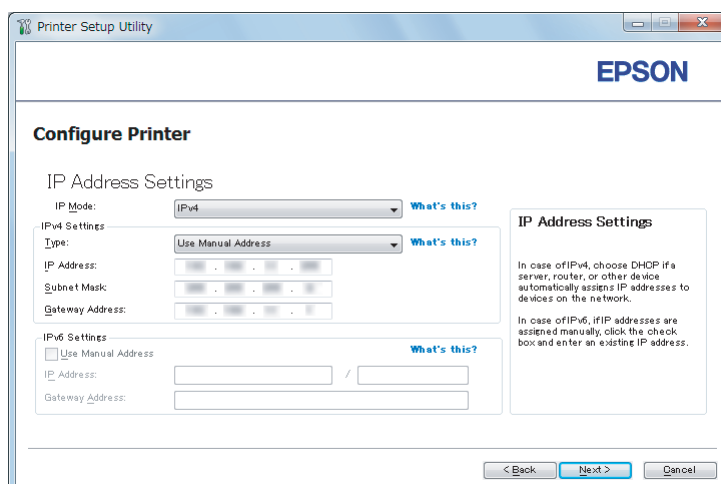 Printer Setup Utility
EPSON
Configure Printer
IP Address Settings
IP Mode: IPv4 What's this?
IPv4 Settings
Type: Use Manual Address What's this?
IP Address:
Subnet Mask:
Gateway Address:
IPv6 Settings
Use Manual Address What's this?
IP Address: /
Gateway Address:
IP Address Settings
In case of IPv4, choose DHCP if a
server, router, or other device
automatically assigns IP addresses to
devices on the network.
In case of IPv6, if IP addresses are
assigned manually, click the check
box and enter an existing IP address.
< Back Next > Cancel